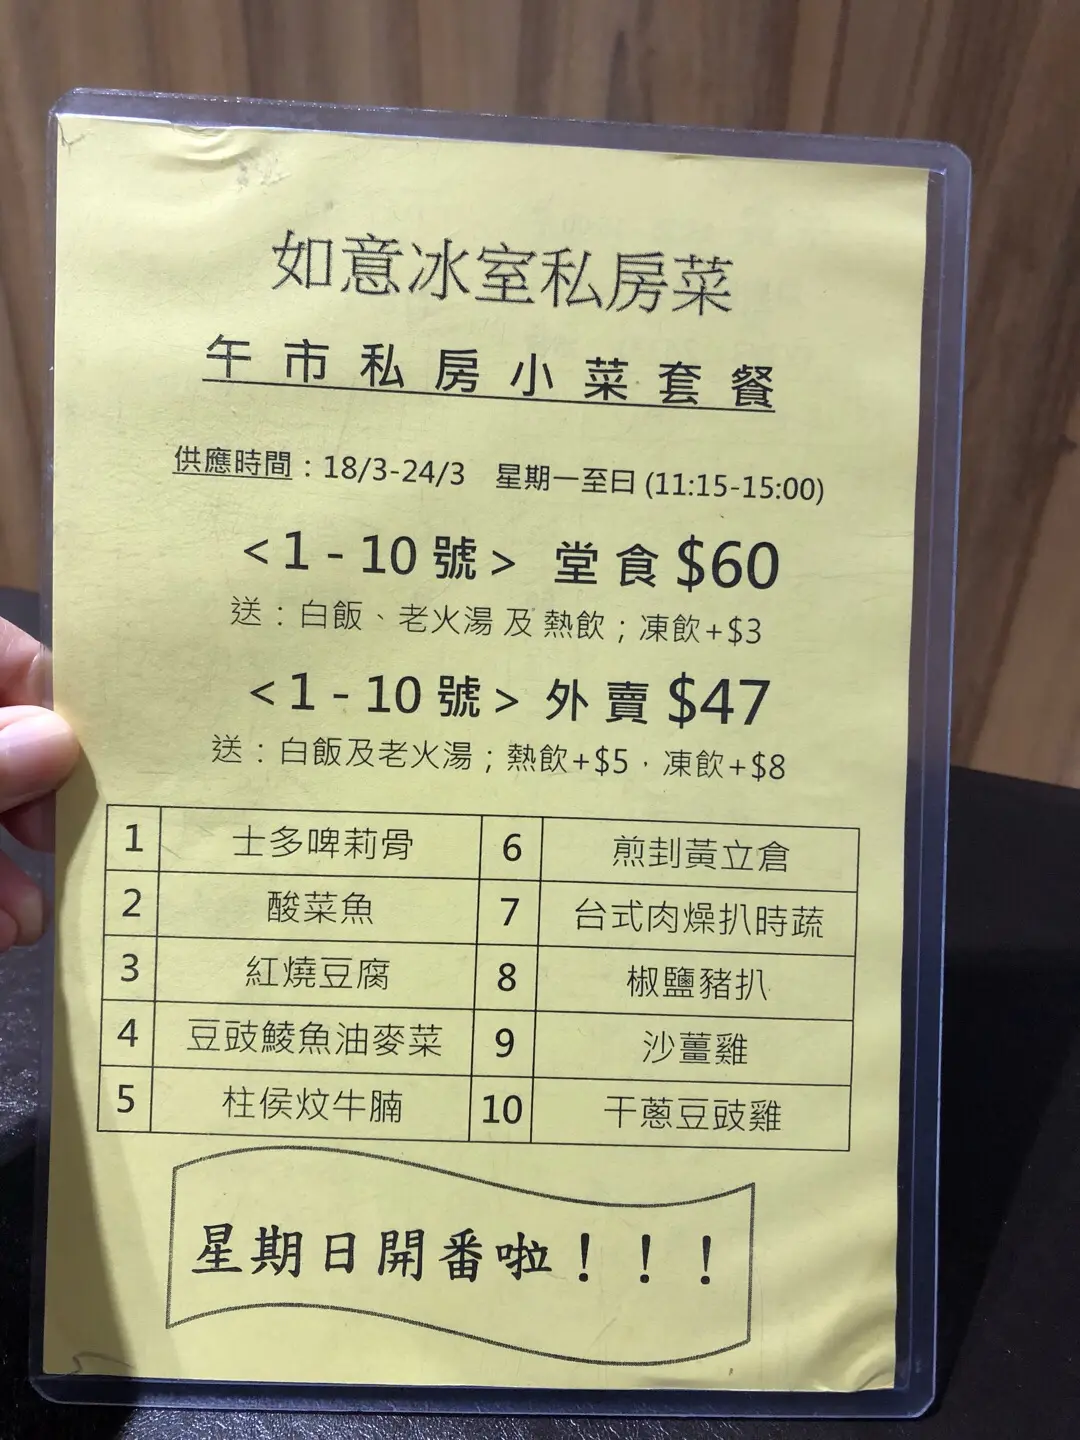 如意冰室私房菜
午市私房小菜套餐
供應時間：18/3-24/3 星期一至日 (11:15-15:00)
<1-10號> 堂食 $60
送：白飯、老火湯 及 熱飲；凍飲+$3
<1-10號> 外賣 $47
送：白飯及老火湯；熱飲+$5．凍飲+$8
1 士多啤莉骨 6 煎封黃立倉
2 酸菜魚 7 台式肉燥扒時蔬
3 紅燒豆腐 8 椒鹽豬扒
4 豆豉鯪魚油麥菜 9 沙薑雞
5 柱侯炆牛腩 10 干蔥豆豉雞
星期日開番啦！！！